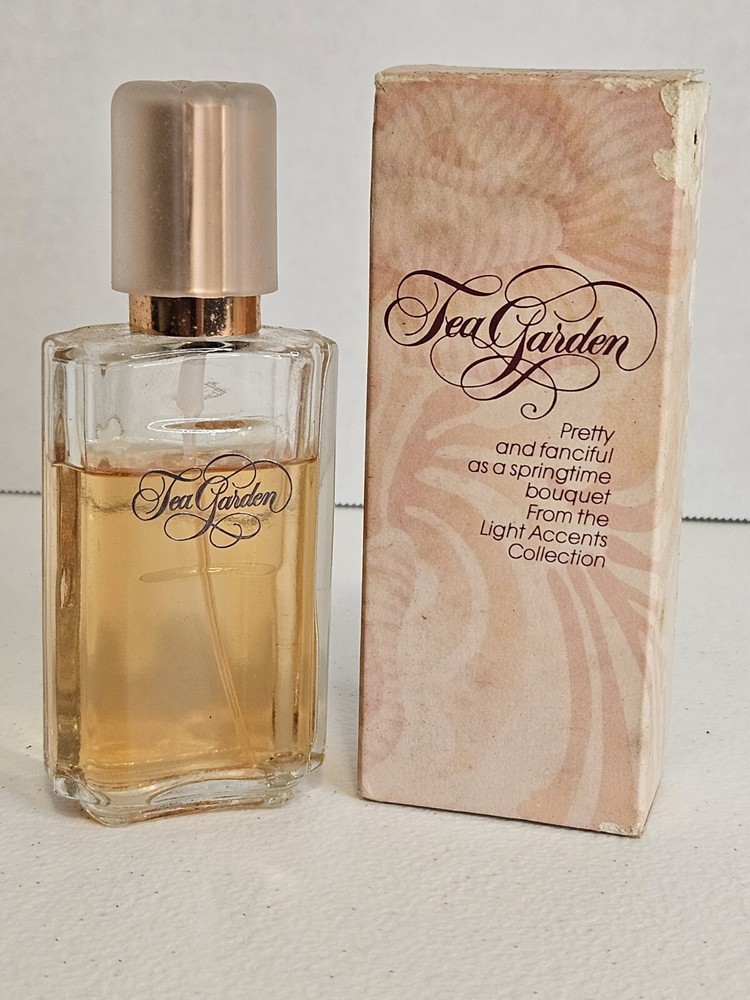 Tea Garden
Tea Garden
Pretty
and fanciful
as a springtime
bouquet
From the
Light Accents
Collection